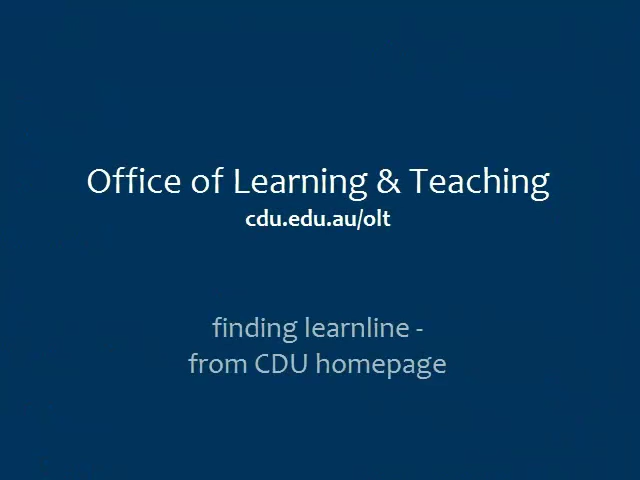 Office of Learning & Teaching
cdu.edu.au/olt
finding learnline -
from CDU homepage